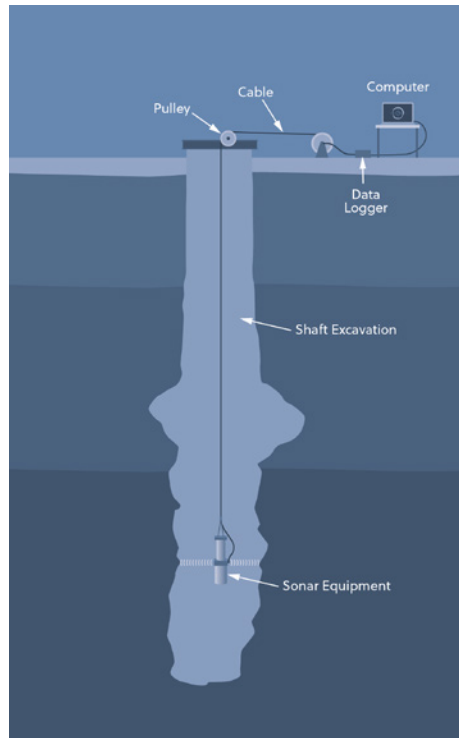 Computer
Cable
Pulley
Data
Logger
Shaft Excavation
Sonar Equipment